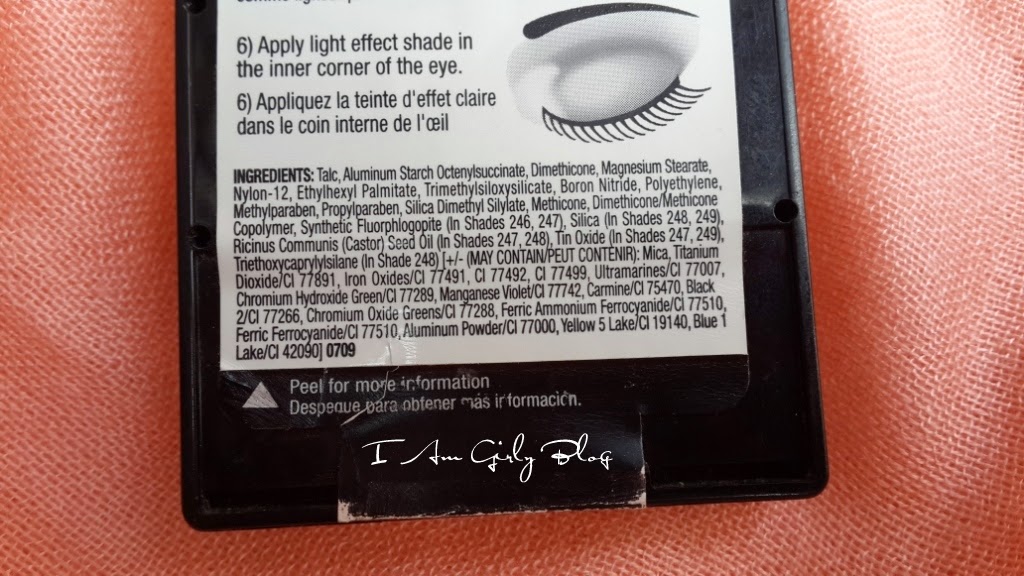 6) Apply light effect shade in
the inner corner of the eye.
6) Appliquez la teinte d'effet claire
dans le coin interne de l'œil
INGREDIENTS: Talc, Aluminum Starch Octenylsuccinate, Dimethicone, Magnesium Stearate,
Nylon-12, Ethylhexyl Palmitate, Trimethylsiloxysilicate, Boron Nitride, Polyethylene,
Methylparaben, Propylparaben, Silica Dimethyl Silylate, Methicone, Dimethicone/Methicone
Copolymer, Synthetic Fluorphlogopite (In Shades 246, 247), Silica (In Shades 248, 249),
Ricinus Communis (Castor) Seed Oil (In Shades 247, 248), Tin Oxide (In Shades 247, 249),
Triethoxycaprylylsilane (In Shade 248) [+/- (MAY CONTAIN/PEUT CONTENIR): Mica, Titanium
Dioxide/CI 77891, Iron Oxides/CI 77491, CI 77492, CI 77499, Ultramarines/CI 77007,
Chromium Hydroxide Green/CI 77289, Manganese Violet/CI 77742, Carmine/CI 75470, Black
2/CI 77266, Chromium Oxide Greens/CI 77288, Ferric Ammonium Ferrocyanide/CI 77510,
Ferric Ferrocyanide/CI 77510, Aluminum Powder/CI 77000, Yellow 5 Lake/CI 19140, Blue 1
Lake/CI 42090] 0709
Peel for more information
Despegue para obtener más información.
I Am Girly Blog